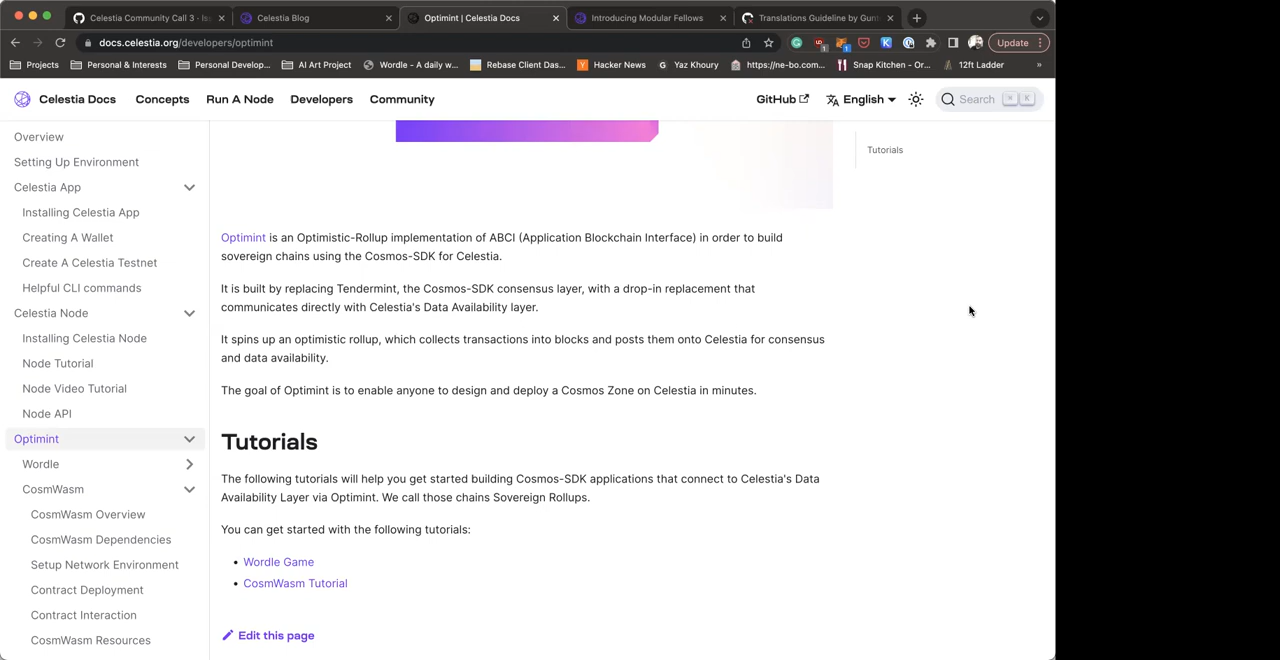 Celestia Community Call 3 · Iss
Celestia Blog
Optimint | Celestia Docs
Introducing Modular Fellows
Translations Guideline by Gun
docs.celestia.org/developers/optimint
Update
Projects
Personal & Interests
Personal Develop...
AI Art Project
Wordle - A daily w...
Rebase Client Das...
Hacker News
Yaz Khoury
https://ne-bo.com...
Snap Kitchen - Or...
12ft Ladder
»
Celestia Docs
Concepts
Run A Node
Developers
Community
GitHub
English
Search
K
Overview
Setting Up Environment
Celestia App
Installing Celestia App
Creating A Wallet
Create A Celestia Testnet
Helpful CLI commands
Celestia Node
Installing Celestia Node
Node Tutorial
Node Video Tutorial
Node API
Optimint
Wordle
CosmWasm
CosmWasm Overview
CosmWasm Dependencies
Setup Network Environment
Contract Deployment
Contract Interaction
CosmWasm Resources
Optimint is an Optimistic-Rollup implementation of ABCI (Application Blockchain Interface) in order to build
sovereign chains using the Cosmos-SDK for Celestia.
It is built by replacing Tendermint, the Cosmos-SDK consensus layer, with a drop-in replacement that
communicates directly with Celestia's Data Availability layer.
It spins up an optimistic rollup, which collects transactions into blocks and posts them onto Celestia for consensus
and data availability.
The goal of Optimint is to enable anyone to design and deploy a Cosmos Zone on Celestia in minutes.
Tutorials
The following tutorials will help you get started building Cosmos-SDK applications that connect to Celestia's Data
Availability Layer via Optimint. We call those chains Sovereign Rollups.
You can get started with the following tutorials:
• Wordle Game
• CosmWasm Tutorial
Edit this page
Tutorials